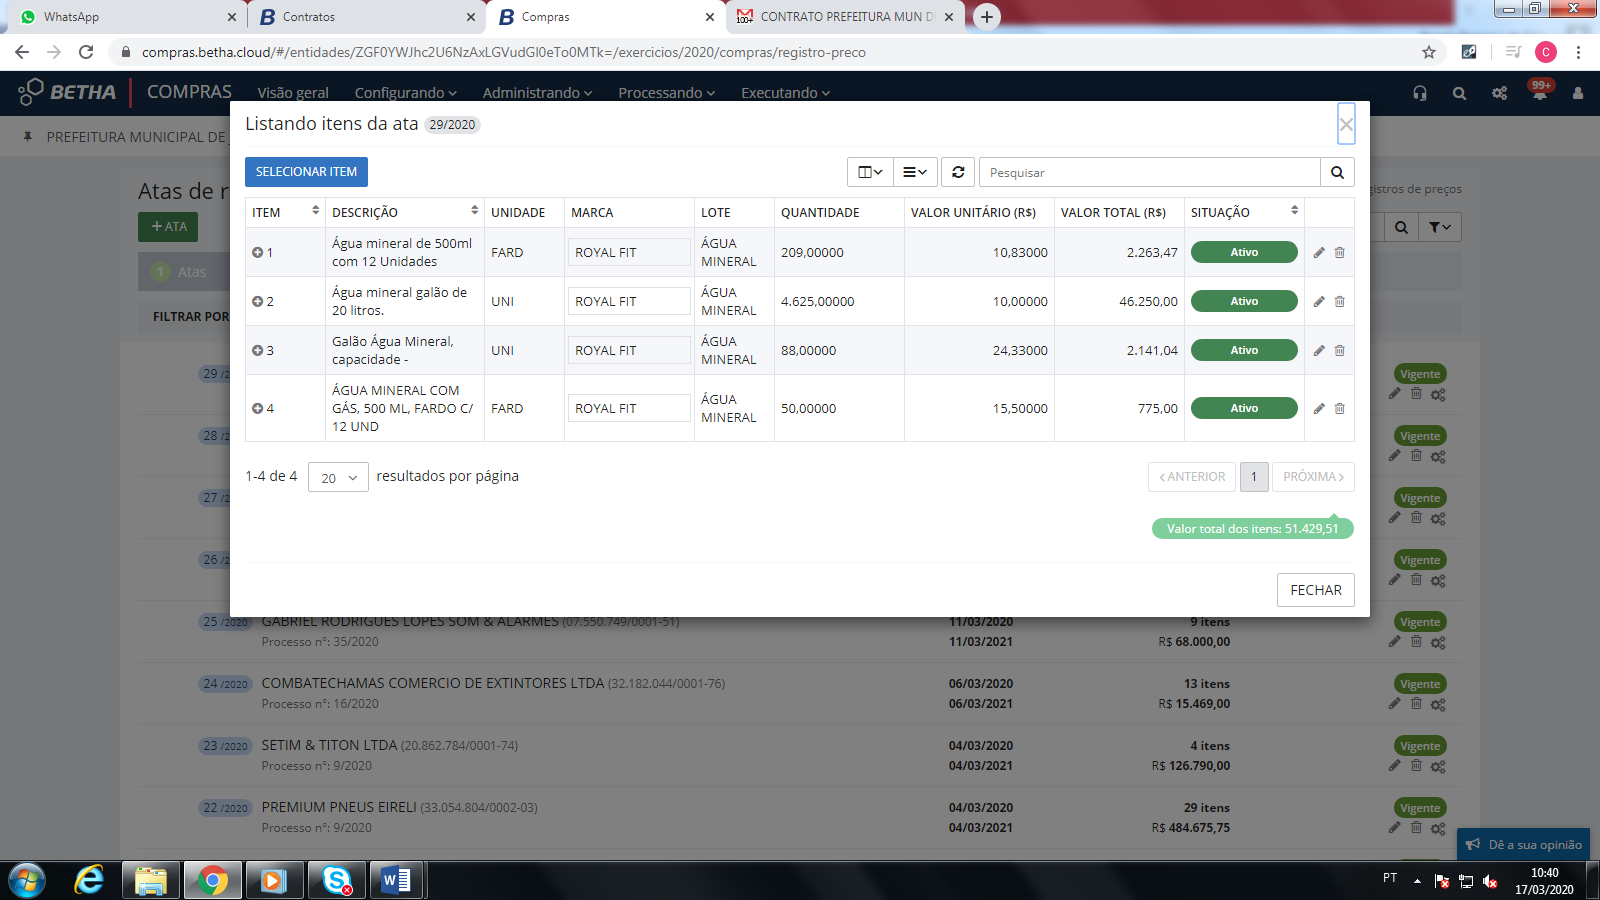 WhatsApp
Contratos
Compras
100+ CONTRATO PREFEITURA MUN D
compras.betha.cloud/#/entidades/ZGF0YWJhc2U6NzAxLGVudGl0eTo0MTk=/exercicios/2020/compras/registro-preco
C
BETHA COMPRAS Visão geral Configurando Administrando Processando Executando 99+
PREFEITURA MUNICIPAL DE
Listando itens da ata 29/2020
SELECIONAR ITEM Pesquisar
Atas de r
gistros de preços
+ ATA
1 Atas
FILTRAR POR
ITEM DESCRIÇÃO UNIDADE MARCA LOTE QUANTIDADE VALOR UNITÁRIO (R$) VALOR TOTAL (R$) SITUAÇÃO
1 Água mineral de 500ml com 12 Unidades FARD ROYAL FIT ÁGUA MINERAL 209,00000 10,83000 2.263,47 Ativo
2 Água mineral galão de 20 litros. UNI ROYAL FIT ÁGUA MINERAL 4.625,00000 10,00000 46.250,00 Ativo
3 Galão Água Mineral, capacidade - UNI ROYAL FIT ÁGUA MINERAL 88,00000 24,33000 2.141,04 Ativo
4 ÁGUA MINERAL COM GÁS, 500 ML, FARDO C/ 12 UND FARD ROYAL FIT ÁGUA MINERAL 50,00000 15,50000 775,00 Ativo
1-4 de 4 20 resultados por página ANTERIOR 1 PRÓXIMA
Valor total dos itens: 51.429,51
FECHAR
29 /2 Vigente
28 /2 Vigente
27 /2 Vigente
26 /2 Vigente
25 /2020 GABRIEL RODRIGUES LOPES SOM & ALARMES (07.550.749/0001-51) 11/03/2020 9 itens Vigente
Processo nº: 35/2020 11/03/2021 R$ 68.000,00
24 /2020 COMBATECHAMAS COMERCIO DE EXTINTORES LTDA (32.182.044/0001-76) 06/03/2020 13 itens Vigente
Processo nº: 16/2020 06/03/2021 R$ 15.469,00
23 /2020 SETIM & TITON LTDA (20.862.784/0001-74) 04/03/2020 4 itens Vigente
Processo nº: 9/2020 04/03/2021 R$ 126.790,00
22 /2020 PREMIUM PNEUS EIRELI (33.054.804/0002-03) 04/03/2020 29 itens Vigente
Processo nº: 9/2020 04/03/2021 R$ 484.675,75
Dê a sua opinião
PT 10:40
17/03/2020